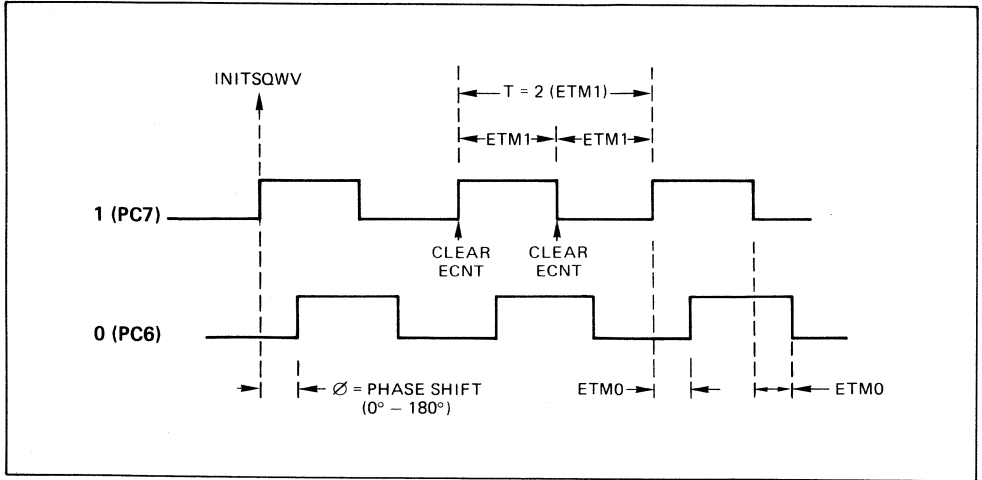 INITSQWV
T = 2 (ETM1)
ETM1
ETM1
1 (PC7)
CLEAR
ECNT
CLEAR
ECNT
0 (PC6)
Ø = PHASE SHIFT
(0° – 180°)
ETM0
ETM0